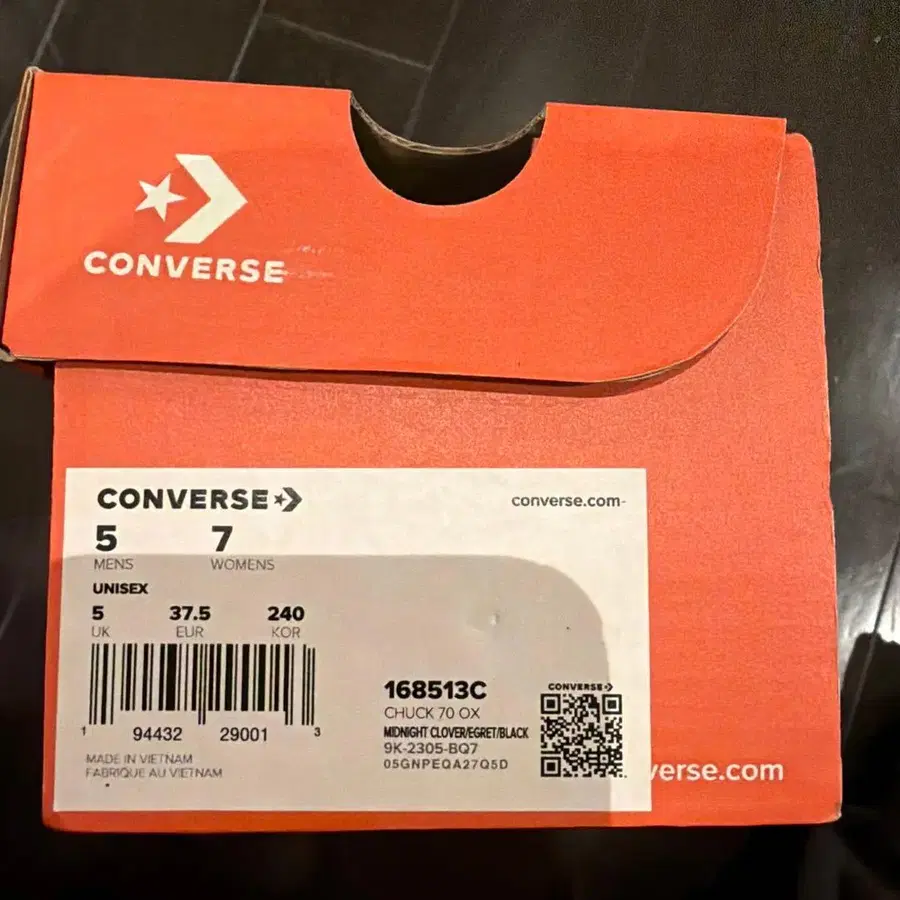 CONVERSE
CONVERSE
converse.com
5 7
MENS WOMENS
UNISEX
5 37.5 240
UK EUR KOR
1 94432 29001 3
168513C
CHUCK 70 OX
MIDNIGHT CLOVER/EGRET/BLACK
9K-2305-BQ7
05GNPEQA27Q5D
CONVERSE
MADE IN VIETNAM
FABRIQUE AU VIETNAM
verse.com